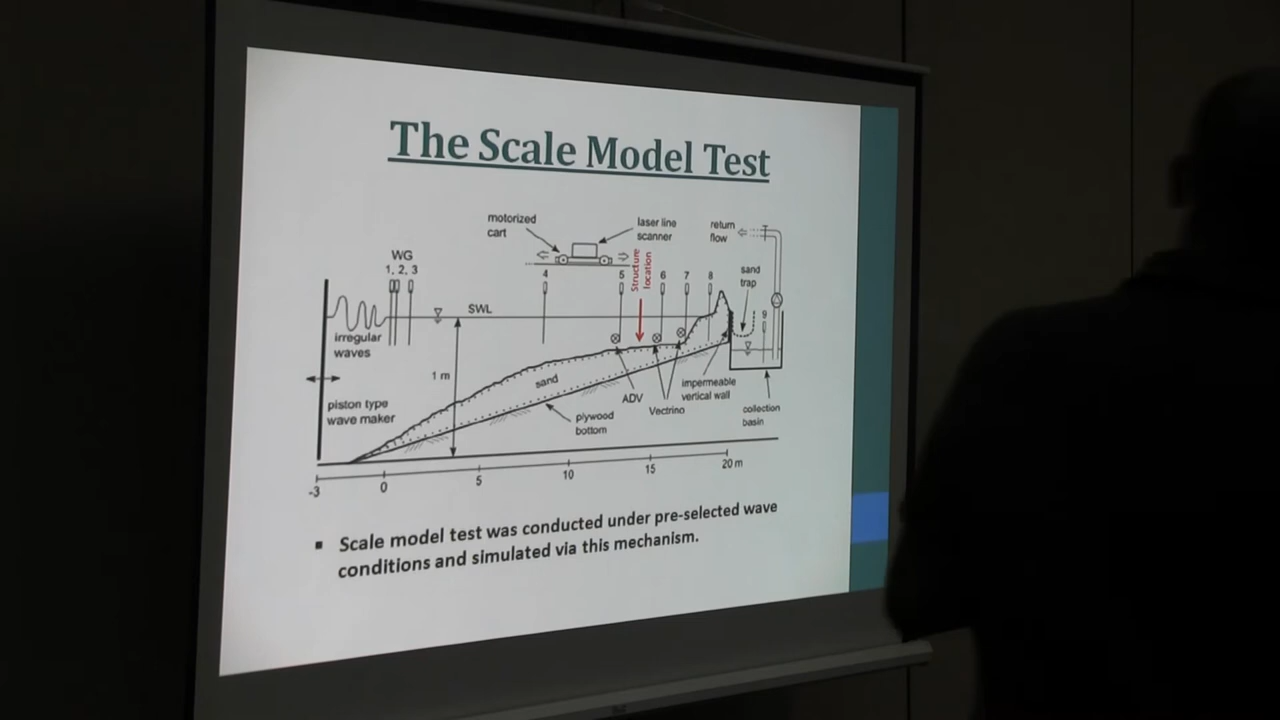 The Scale Model Test
motorized
cart
laser line
scanner
return
flow
WG
1, 2, 3
4
5
Structure
location
6
7
8
sand
trap
9
SWL
irregular
waves
1 m
sand
piston type
wave maker
ADV
Vectrino
impermeable
vertical wall
plywood
bottom
collection
basin
-3
0
5
10
15
20 m
▪ Scale model test was conducted under pre-selected wave
conditions and simulated via this mechanism.